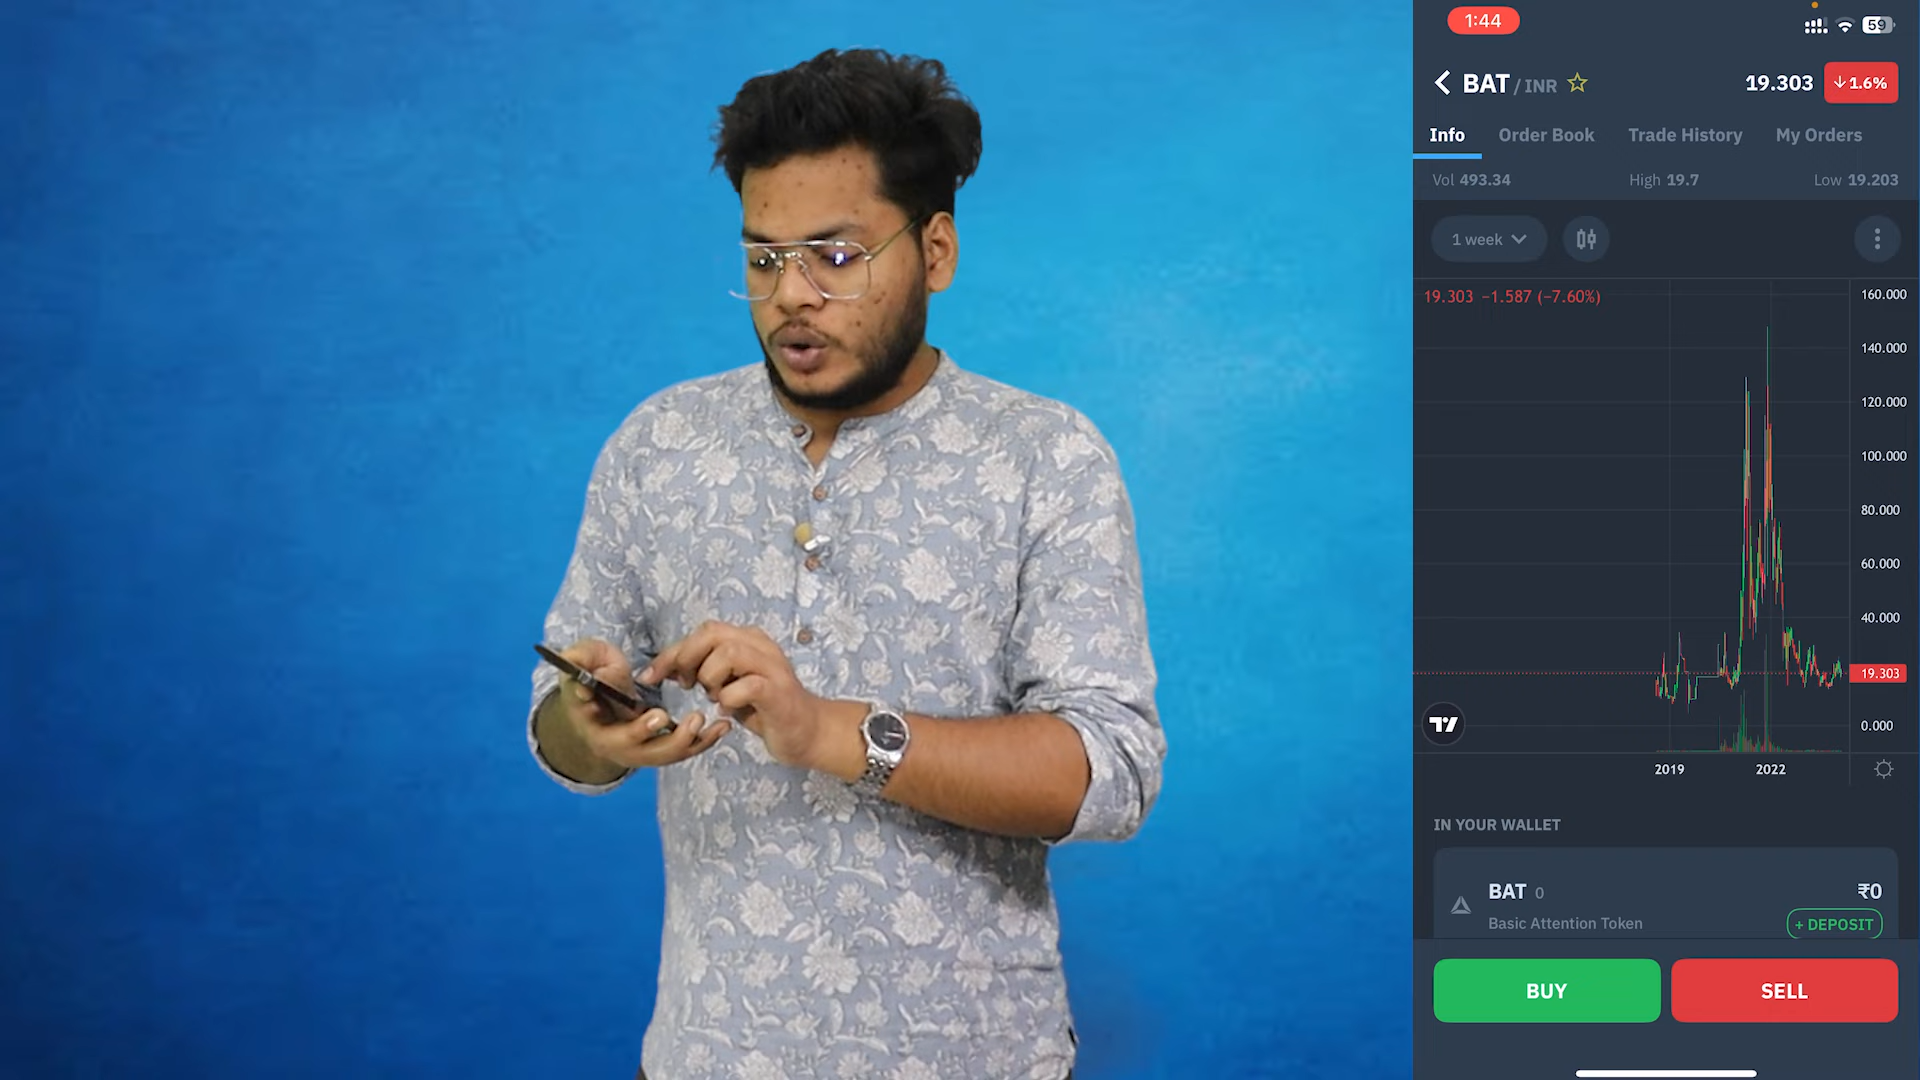 1:44
59
BAT / INR
19.303
1.6%
Info
Order Book
Trade History
My Orders
Vol 493.34
High 19.7
Low 19.203
1 week
19.303 −1.587 (−7.60%)
160.000
140.000
120.000
100.000
80.000
60.000
40.000
19.303
0.000
2019
2022
IN YOUR WALLET
BAT 0
₹0
Basic Attention Token
+ DEPOSIT
BUY
SELL